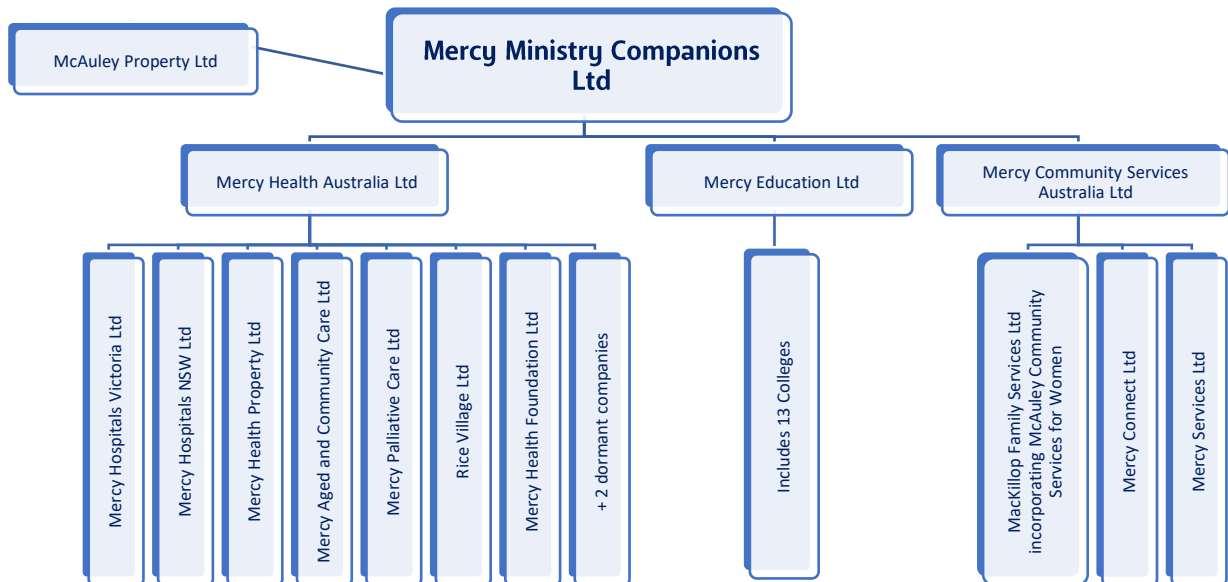 McAuley Property Ltd
Mercy Ministry Companions
Ltd
Mercy Health Australia Ltd
Mercy Education Ltd
Mercy Community Services
Australia Ltd
Mercy Hospitals Victoria Ltd
Mercy Hospitals NSW Ltd
Mercy Health Property Ltd
Mercy Aged and Community Care Ltd
Mercy Palliative Care Ltd
Rice Village Ltd
Mercy Health Foundation Ltd
+ 2 dormant companies
Includes 13 Colleges
MacKillop Family Services Ltd
incorporating McAuley Community
Services for Women
Mercy Connect Ltd
Mercy Services Ltd